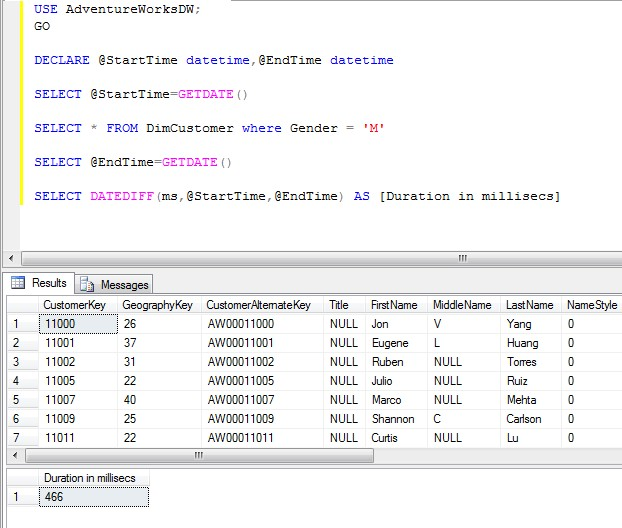 USE AdventureWorksDW;
GO
DECLARE @StartTime datetime,@EndTime datetime
SELECT @StartTime=GETDATE()
SELECT * FROM DimCustomer where Gender = 'M'
SELECT @EndTime=GETDATE()
SELECT DATEDIFF(ms,@StartTime,@EndTime) AS [Duration in millisecs]
Results Messages
CustomerKey GeographyKey CustomerAlternateKey Title FirstName MiddleName LastName NameStyle
1 11000 26 AW00011000 NULL Jon V Yang 0
2 11001 37 AW00011001 NULL Eugene L Huang 0
3 11002 31 AW00011002 NULL Ruben NULL Torres 0
4 11005 22 AW00011005 NULL Julio NULL Ruiz 0
5 11007 40 AW00011007 NULL Marco NULL Mehta 0
6 11009 25 AW00011009 NULL Shannon C Carlson 0
7 11011 22 AW00011011 NULL Curtis NULL Lu 0
Duration in millisecs
1 466